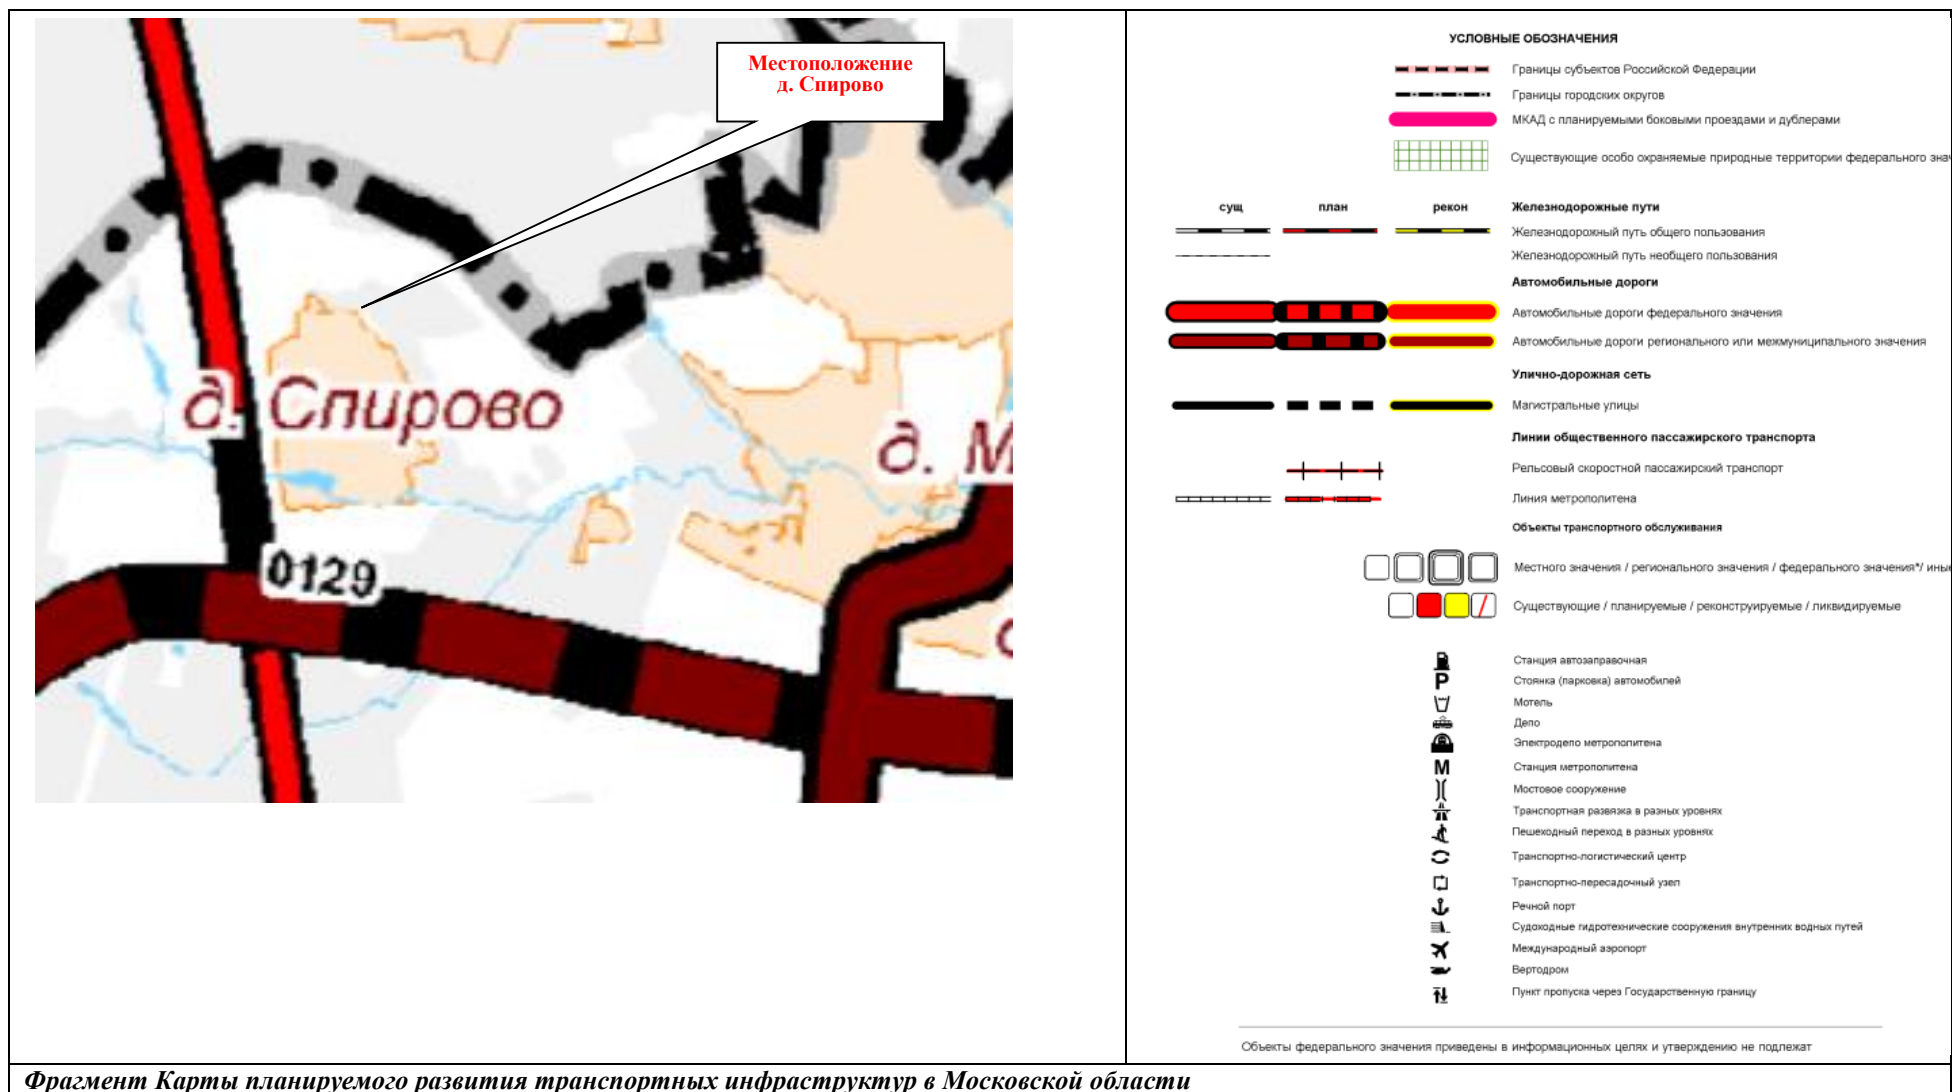 Местоположение
д. Спирово
д. Спирово
д. М
0129
УСЛОВНЫЕ ОБОЗНАЧЕНИЯ
Границы субъектов Российской Федерации
Границы городских округов
МКАД с планируемыми боковыми проездами и дублерами
Существующие особо охраняемые природные территории федерального знач
сущ план рекон Железнодорожные пути
Железнодорожный путь общего пользования
Железнодорожный путь необщего пользования
Автомобильные дороги
Автомобильные дороги федерального значения
Автомобильные дороги регионального или межмуниципального значения
Улично-дорожная сеть
Магистральные улицы
Линии общественного пассажирского транспорта
Рельсовый скоростной пассажирский транспорт
Линия метрополитена
Объекты транспортного обслуживания
Местного значения / регионального значения / федерального значения*/ иные
Существующие / планируемые / реконструируемые / ликвидируемые
Станция автозаправочная
P Стоянка (парковка) автомобилей
Мотель
Депо
Электродепо метрополитена
М Станция метрополитена
Мостовое сооружение
Транспортная развязка в разных уровнях
Пешеходный переход в разных уровнях
Транспортно-логистический центр
Транспортно-пересадочный узел
Речной порт
Судоходные гидротехнические сооружения внутренних водных путей
Международный аэропорт
Вертодром
Пункт пропуска через Государственную границу
Объекты федерального значения приведены в информационных целях и утверждению не подлежат
Фрагмент Карты планируемого развития транспортных инфраструктур в Московской области